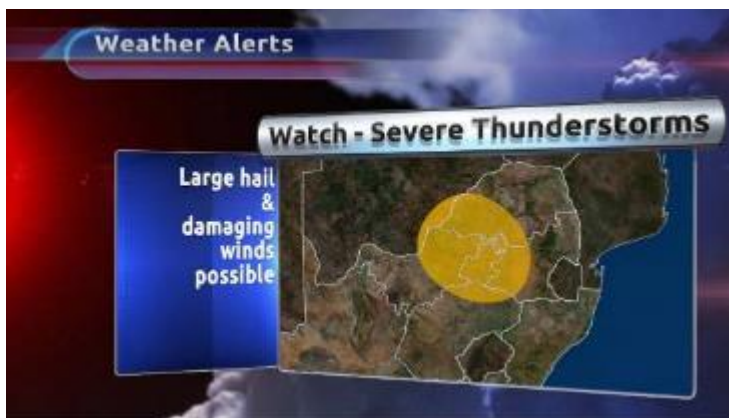 Weather Alerts
Watch - Severe Thunderstorms
Large hail
&
damaging
winds
possible